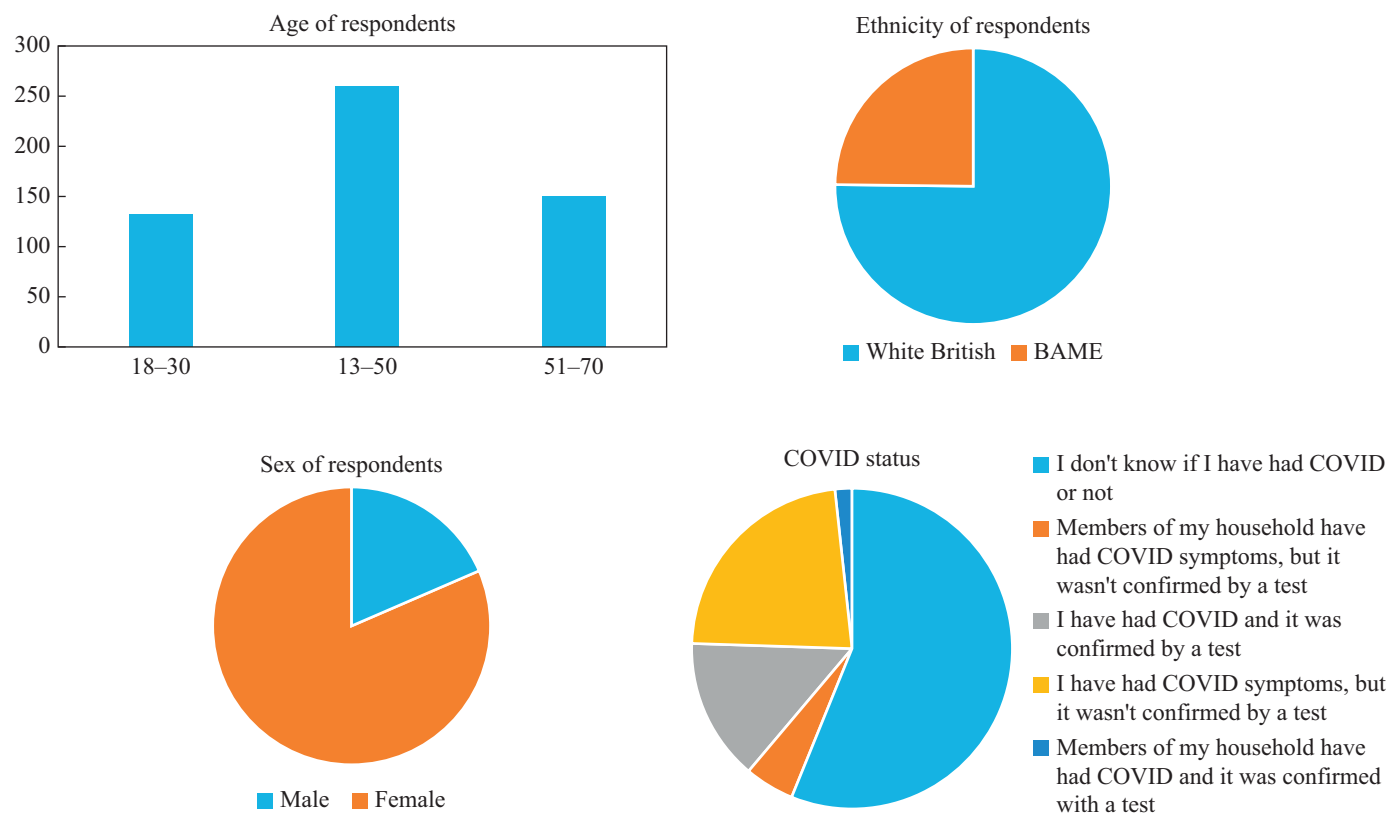 Age of respondents
300
250
200
150
100
50
0
18–30
13–50
51–70
Ethnicity of respondents
White British
BAME
Sex of respondents
Male
Female
COVID status
I don't know if I have had COVID
or not
Members of my household have
had COVID symptoms, but it
wasn't confirmed by a test
I have had COVID and it was
confirmed by a test
I have had COVID symptoms, but
it wasn't confirmed by a test
Members of my household have
had COVID and it was confirmed
with a test